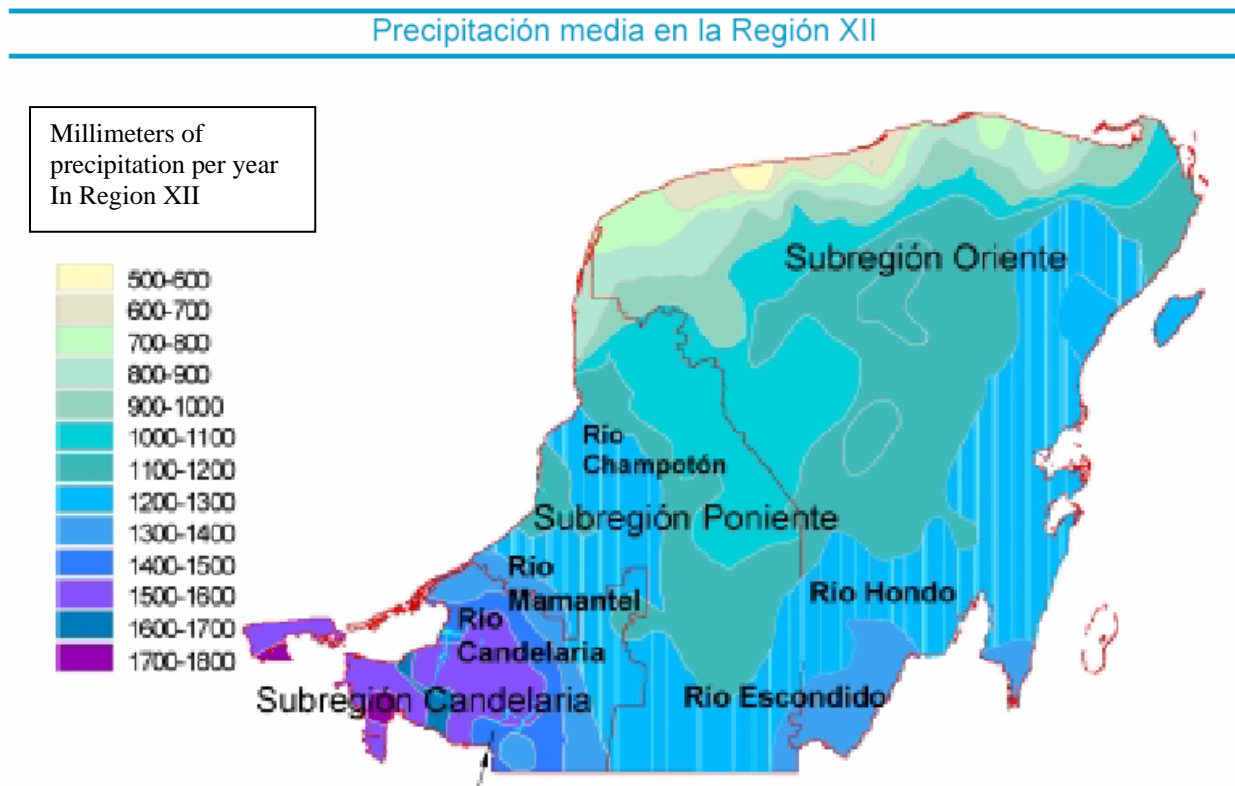 Precipitación media en la Región XII
Millimeters of
precipitation per year
In Region XII
500-600
600-700
700-800
800-900
900-1000
1000-1100
1100-1200
1200-1300
1300-1400
1400-1500
1500-1600
1600-1700
1700-1800
Subregión Oriente
Río
Champotón
Subregión Poniente
Río
Mamantel
Río Hondo
Río
Candelaria
Subregión Candelaria
Río Escondido